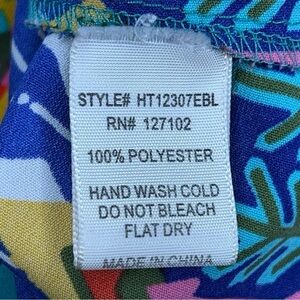 STYLE# HT12307EBL
RN# 127102
100% POLYESTER
HAND WASH COLD
DO NOT BLEACH
FLAT DRY
MADE IN CHINA